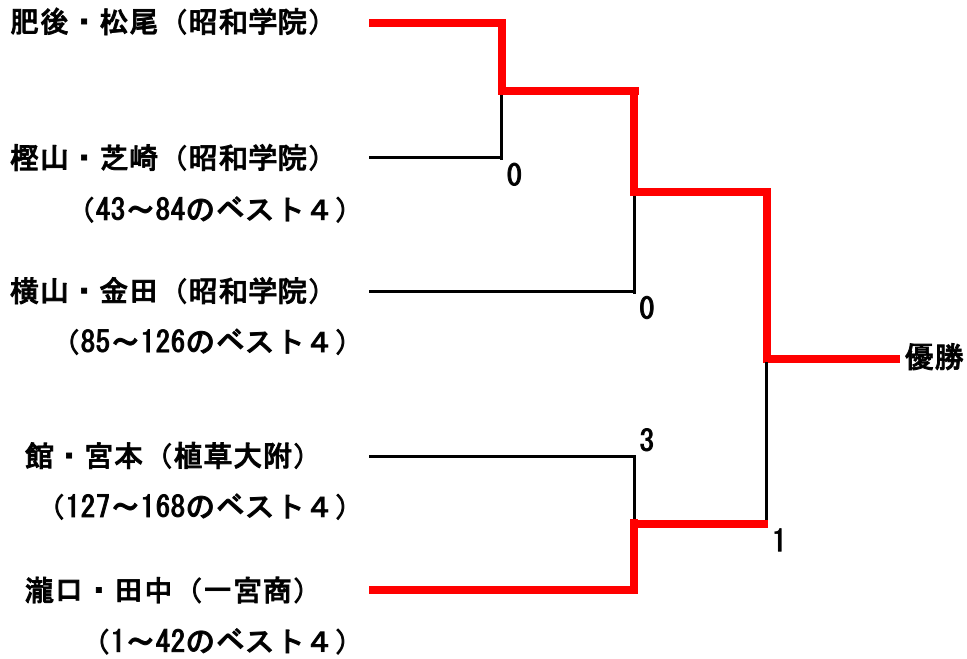 肥後・松尾（昭和学院）
樫山・芝崎（昭和学院）
0
（43～84のベスト４）
横山・金田（昭和学院）
0
（85～126のベスト４）
優勝
3
館・宮本（植草大附）
（127～168のベスト４）
1
瀧口・田中（一宮商）
（1～42のベスト４）